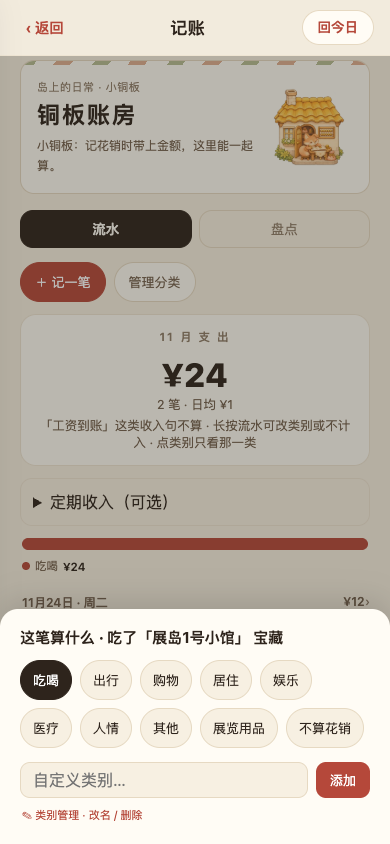 ‹ 返回
记账
回今日
岛上的日常 · 小铜板
铜板账房
小铜板：记花销时带上金额，这里能一起
算。
流水
盘点
＋ 记一笔
管理分类
11 月 支 出
¥24
2 笔 · 日均 ¥1
「工资到账」这类收入句不算 · 长按流水可改类别或不计
入 · 点类别只看那一类
▶ 定期收入（可选）
吃喝 ¥24
11月24日 · 周二
¥12›
这笔算什么 · 吃了「展岛1号小馆」 宝藏
吃喝
出行
购物
居住
娱乐
医疗
人情
其他
展览用品
不算花销
自定义类别...
添加
✎ 类别管理 · 改名 / 删除